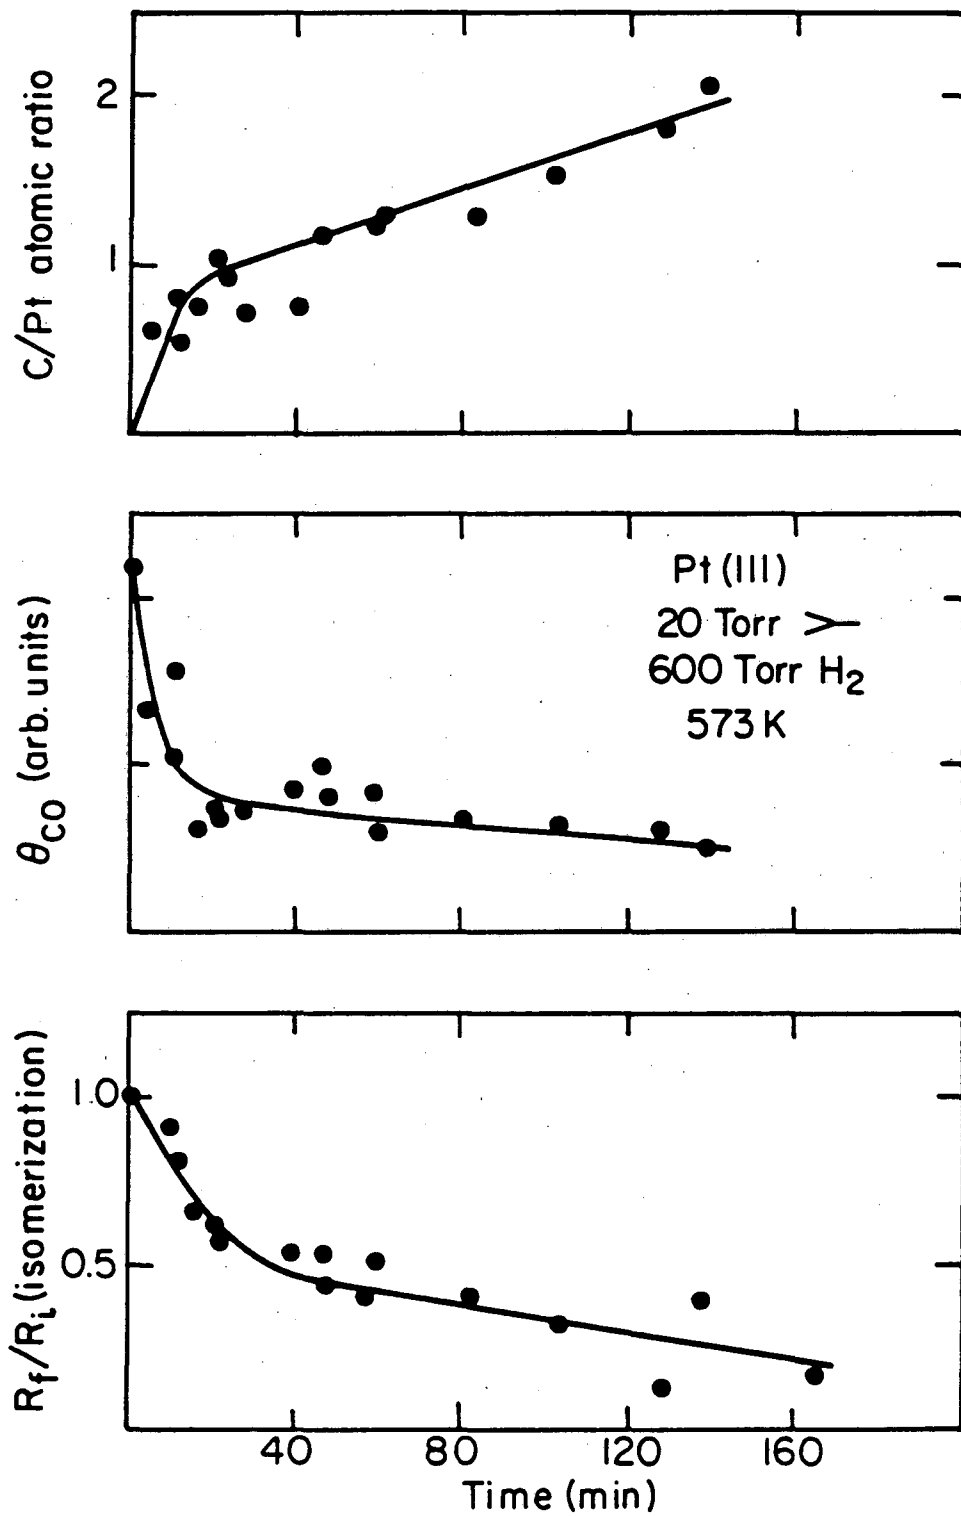 C/Pt atomic ratio
2
1
θCO (arb. units)
Pt (111)
20 Torr
600 Torr H2
573 K
Rf/Ri (isomerization)
1.0
0.5
40 80 120 160
Time (min)